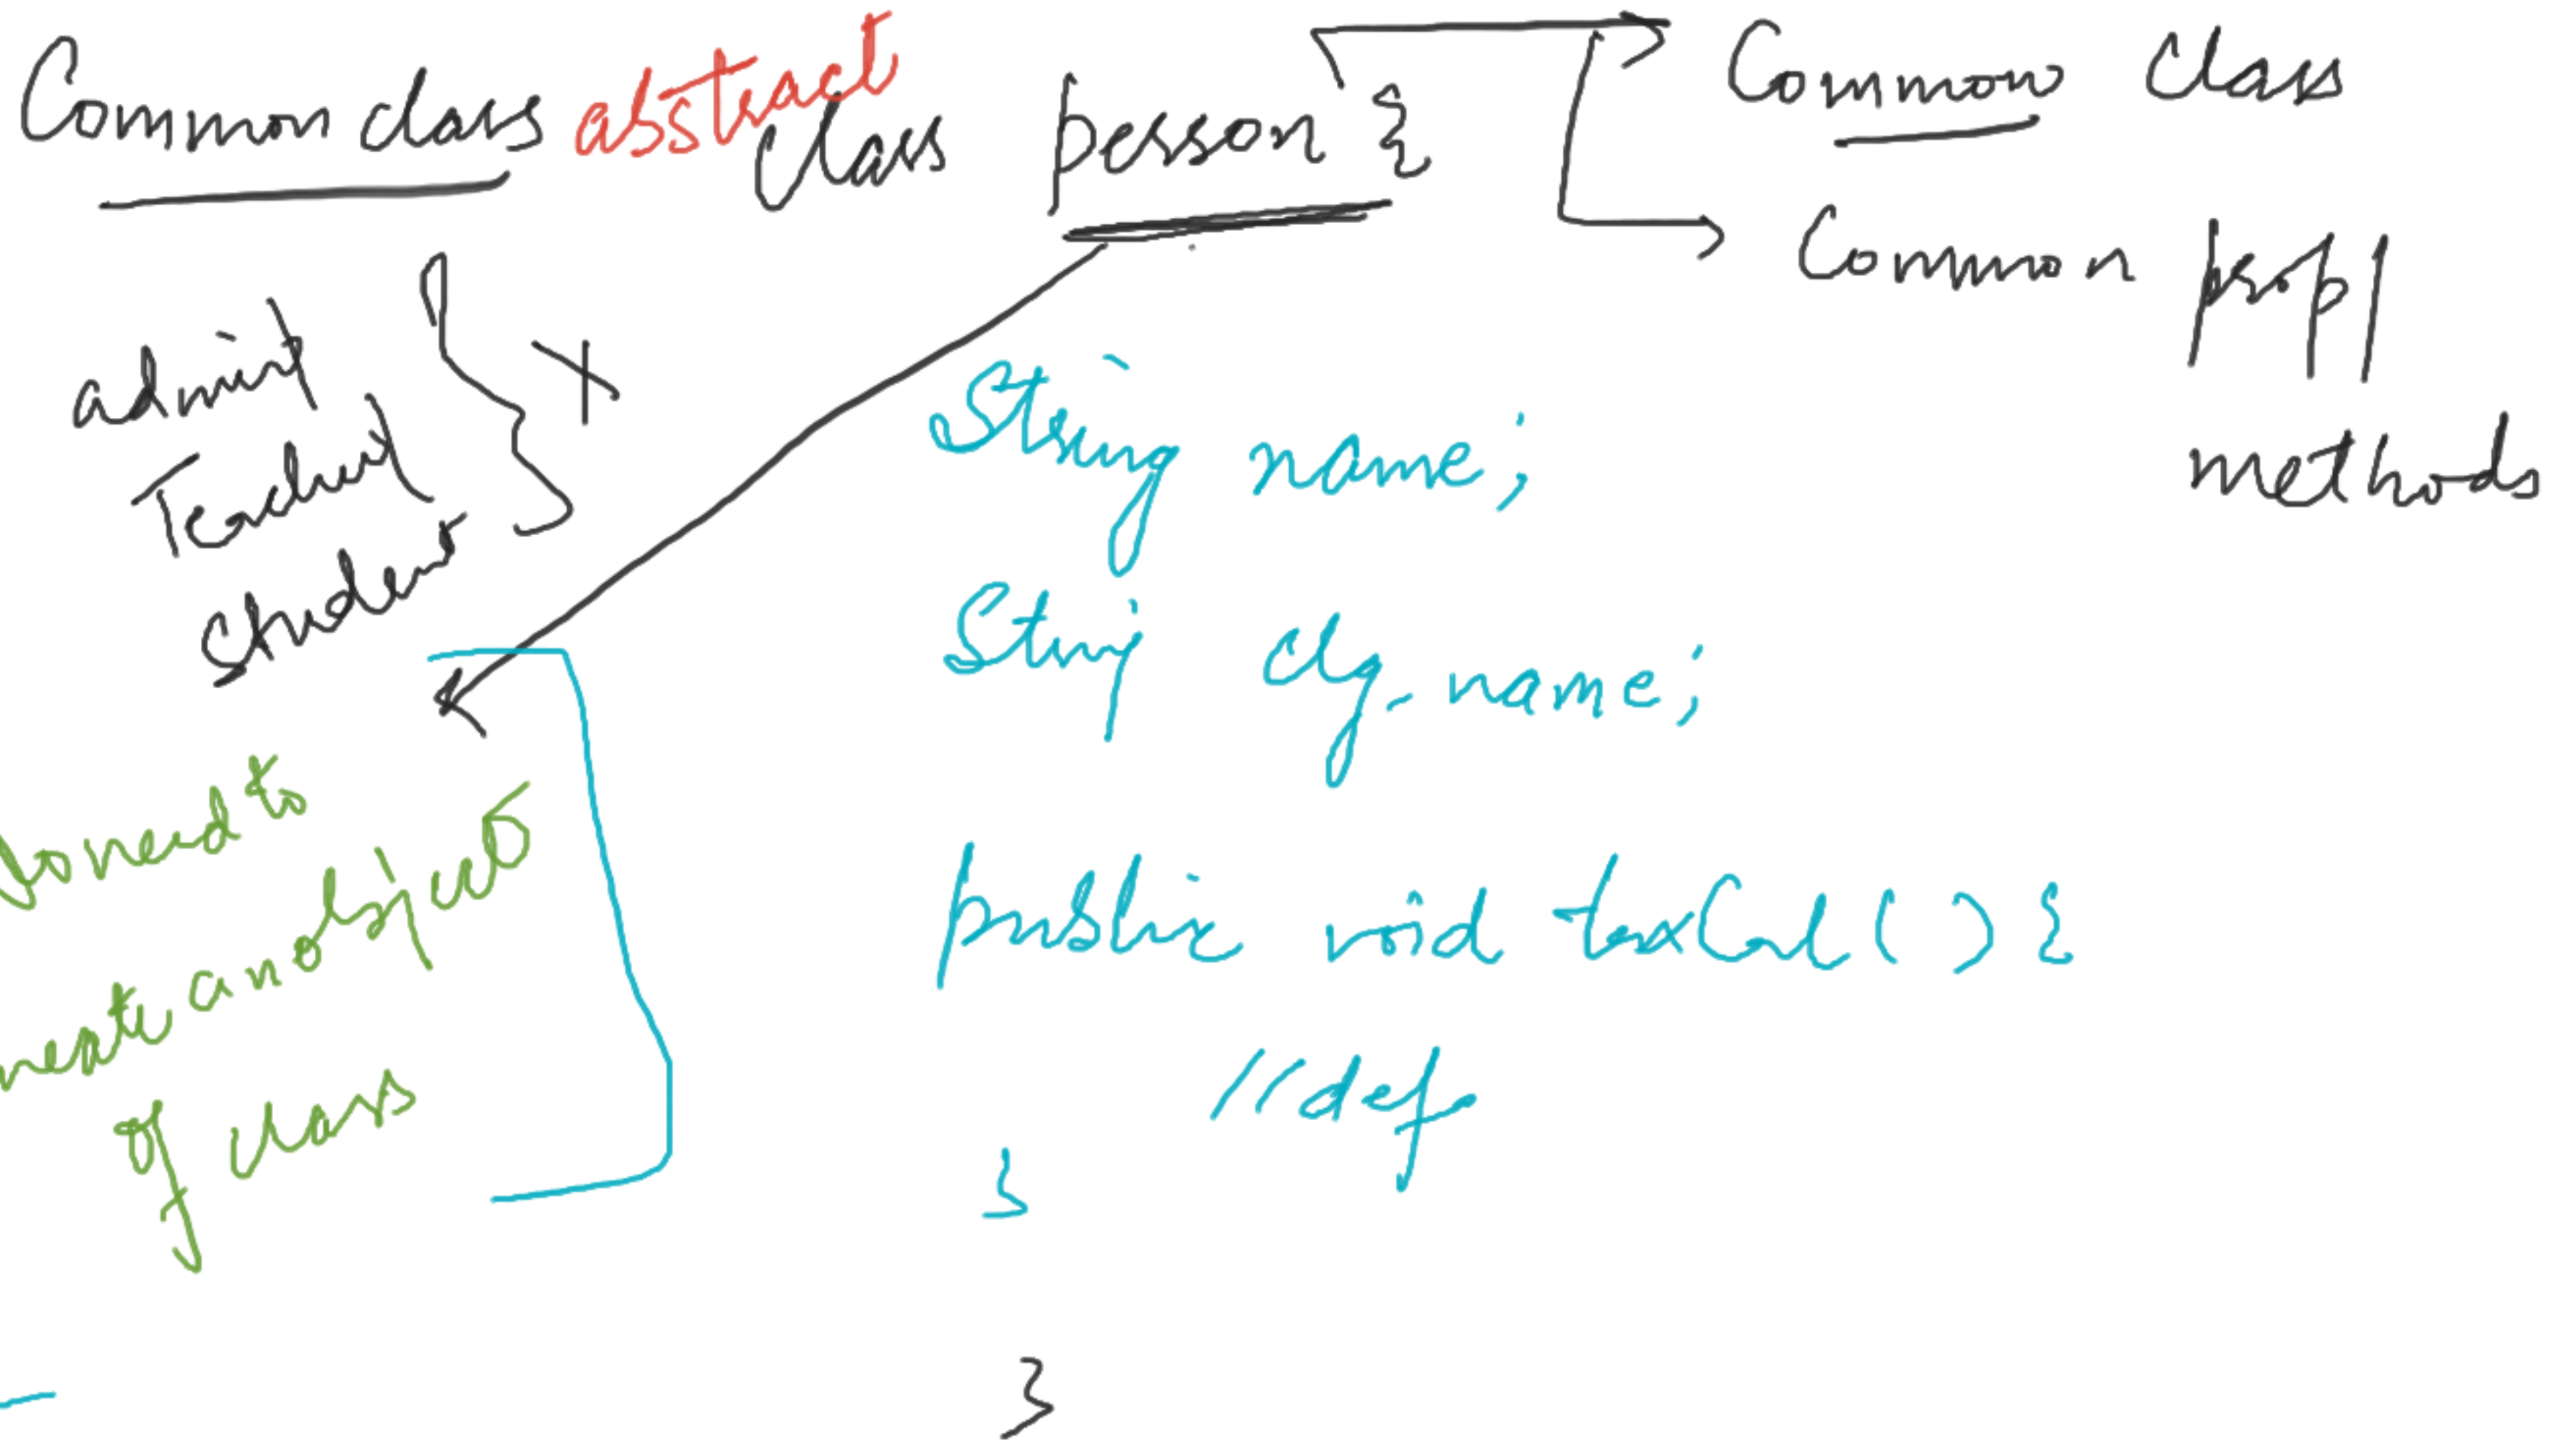 Common class abstract class person {
Common class
Common prop/
methods
admin/
Teacher/
Student
String name;
String clg_name;
public void taxCal( ) {
//def
}
}
No need to
create an object
of class